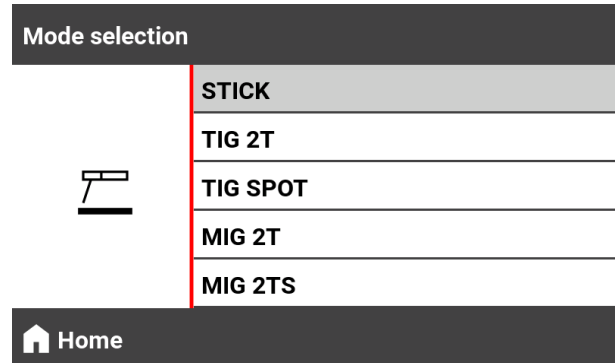 Mode selection
STICK
TIG 2T
TIG SPOT
MIG 2T
MIG 2TS
Home